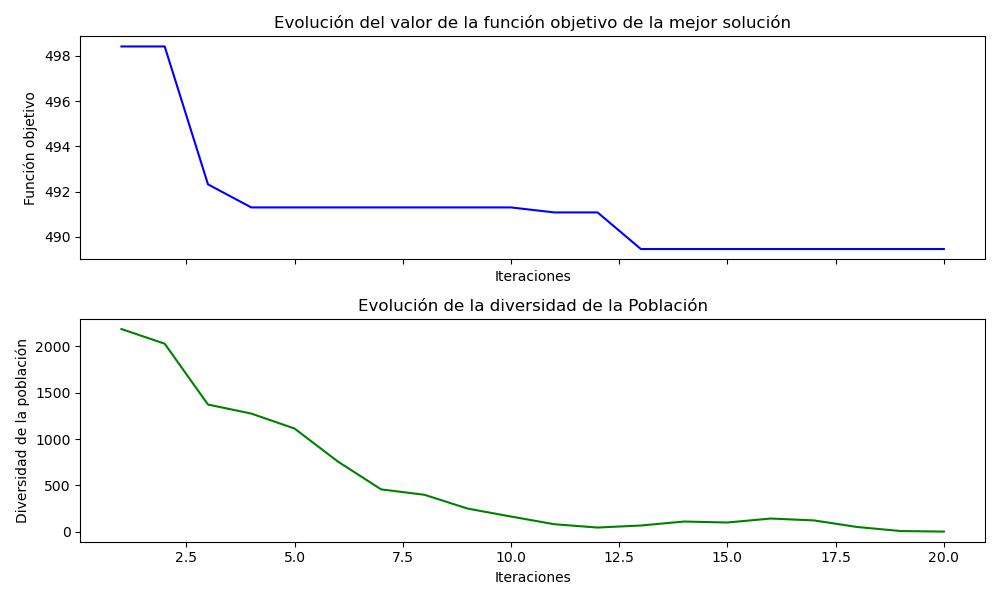 Evolución del valor de la función objetivo de la mejor solución
498
496
494
492
490
Función objetivo
Iteraciones
Evolución de la diversidad de la Población
2000
1500
1000
500
0
Diversidad de la población
2.5 5.0 7.5 10.0 12.5 15.0 17.5 20.0
Iteraciones